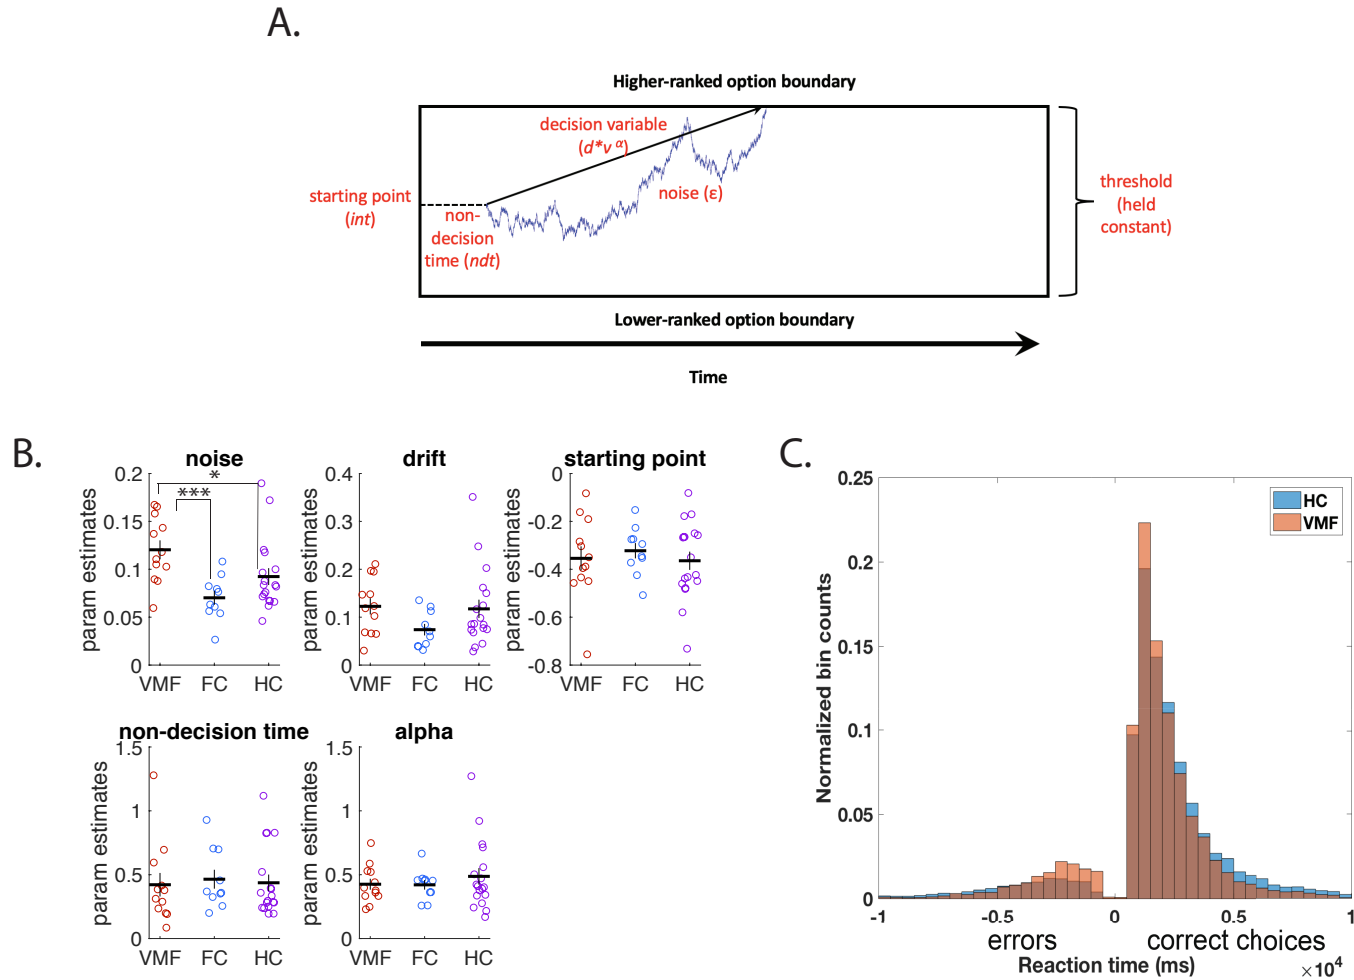 A.
Higher-ranked option boundary
decision variable
(d*v^α)
starting point
(int)
non-
decision
time (ndt)
noise (ε)
threshold
(held
constant)
Lower-ranked option boundary
Time
B.
noise
drift
starting point
*
***
0.2
0.15
0.1
0.05
0
param estimates
VMF FC HC
0.4
0.3
0.2
0.1
0
param estimates
VMF FC HC
0
-0.2
-0.4
-0.6
-0.8
param estimates
VMF FC HC
non-decision time
alpha
1.5
1
0.5
0
param estimates
VMF FC HC
1.5
1
0.5
0
param estimates
VMF FC HC
C.
0.25
0.2
0.15
0.1
0.05
0
Normalized bin counts
HC
VMF
-1 -0.5 0 0.5 1
errors correct choices
Reaction time (ms)
×10^4